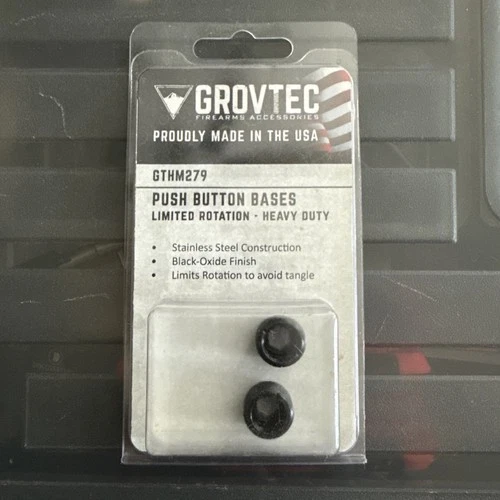 GROVTEC
FIREARMS ACCESSORIES
PROUDLY MADE IN THE USA
GTHM279
PUSH BUTTON BASES
LIMITED ROTATION - HEAVY DUTY
• Stainless Steel Construction
• Black-Oxide Finish
• Limits Rotation to avoid tangle